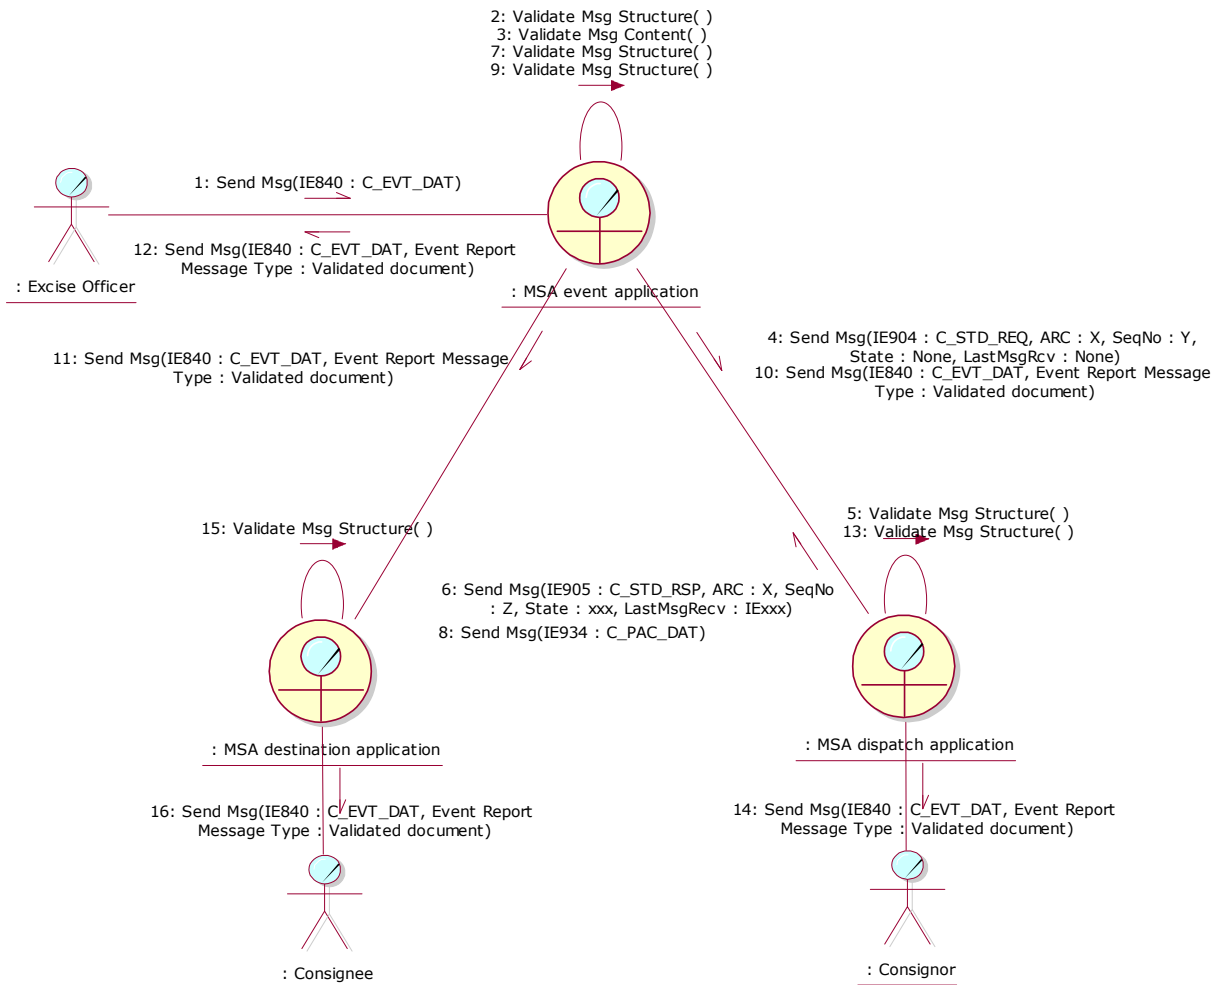 2: Validate Msg Structure( )
3: Validate Msg Content( )
7: Validate Msg Structure( )
9: Validate Msg Structure( )
1: Send Msg(IE840 : C_EVT_DAT)
12: Send Msg(IE840 : C_EVT_DAT, Event Report
Message Type : Validated document)
: Excise Officer
: MSA event application
11: Send Msg(IE840 : C_EVT_DAT, Event Report Message
Type : Validated document)
4: Send Msg(IE904 : C_STD_REQ, ARC : X, SeqNo : Y,
State : None, LastMsgRcv : None)
10: Send Msg(IE840 : C_EVT_DAT, Event Report Message
Type : Validated document)
15: Validate Msg Structure( )
5: Validate Msg Structure( )
13: Validate Msg Structure( )
6: Send Msg(IE905 : C_STD_RSP, ARC : X, SeqNo
: Z, State : xxx, LastMsgRecv : IExxx)
8: Send Msg(IE934 : C_PAC_DAT)
: MSA destination application
: MSA dispatch application
16: Send Msg(IE840 : C_EVT_DAT, Event Report
Message Type : Validated document)
14: Send Msg(IE840 : C_EVT_DAT, Event Report
Message Type : Validated document)
: Consignee
: Consignor